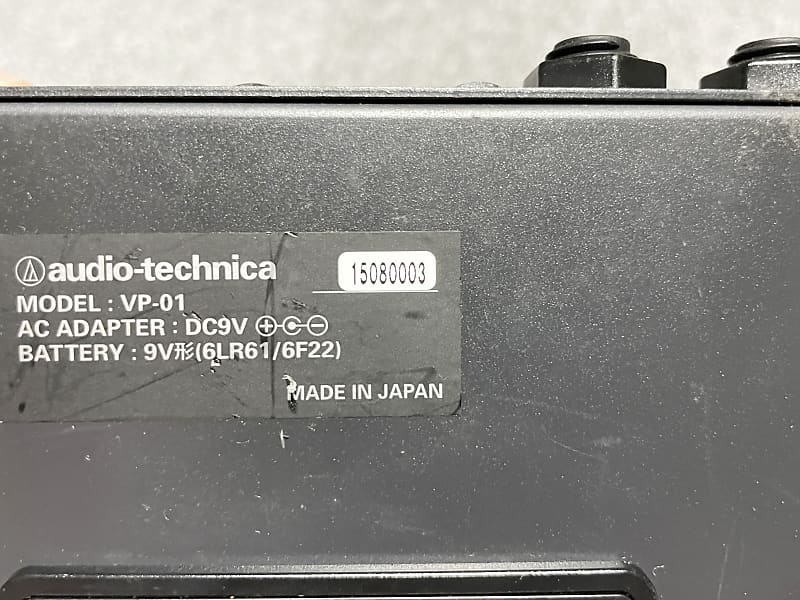 audio-technica
15080003
MODEL : VP-01
AC ADAPTER : DC9V
BATTERY : 9V形(6LR61/6F22)
MADE IN JAPAN